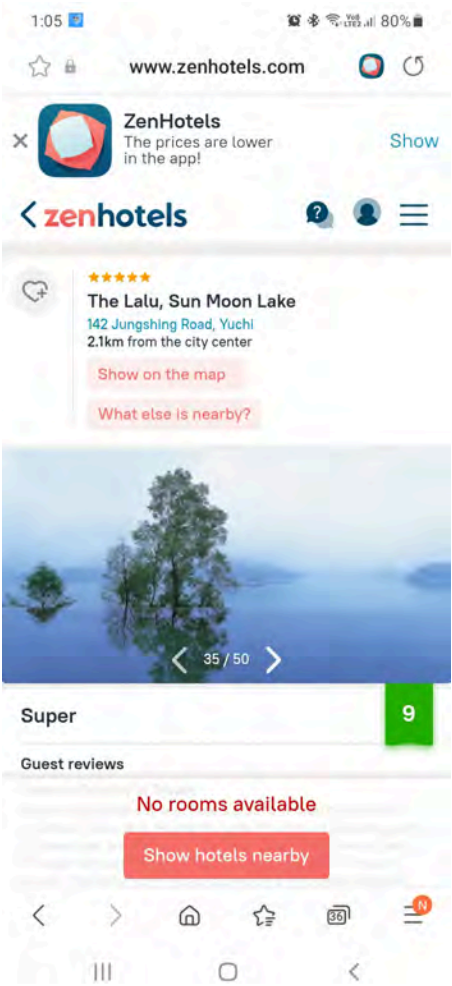 1:05
Vo9 LTE2 80%
www.zenhotels.com
ZenHotels
The prices are lower
in the app!
Show
zenhotels
The Lalu, Sun Moon Lake
142 Jungshing Road, Yuchi
2.1km from the city center
Show on the map
What else is nearby?
35 / 50
Super
9
Guest reviews
No rooms available
Show hotels nearby
36
N